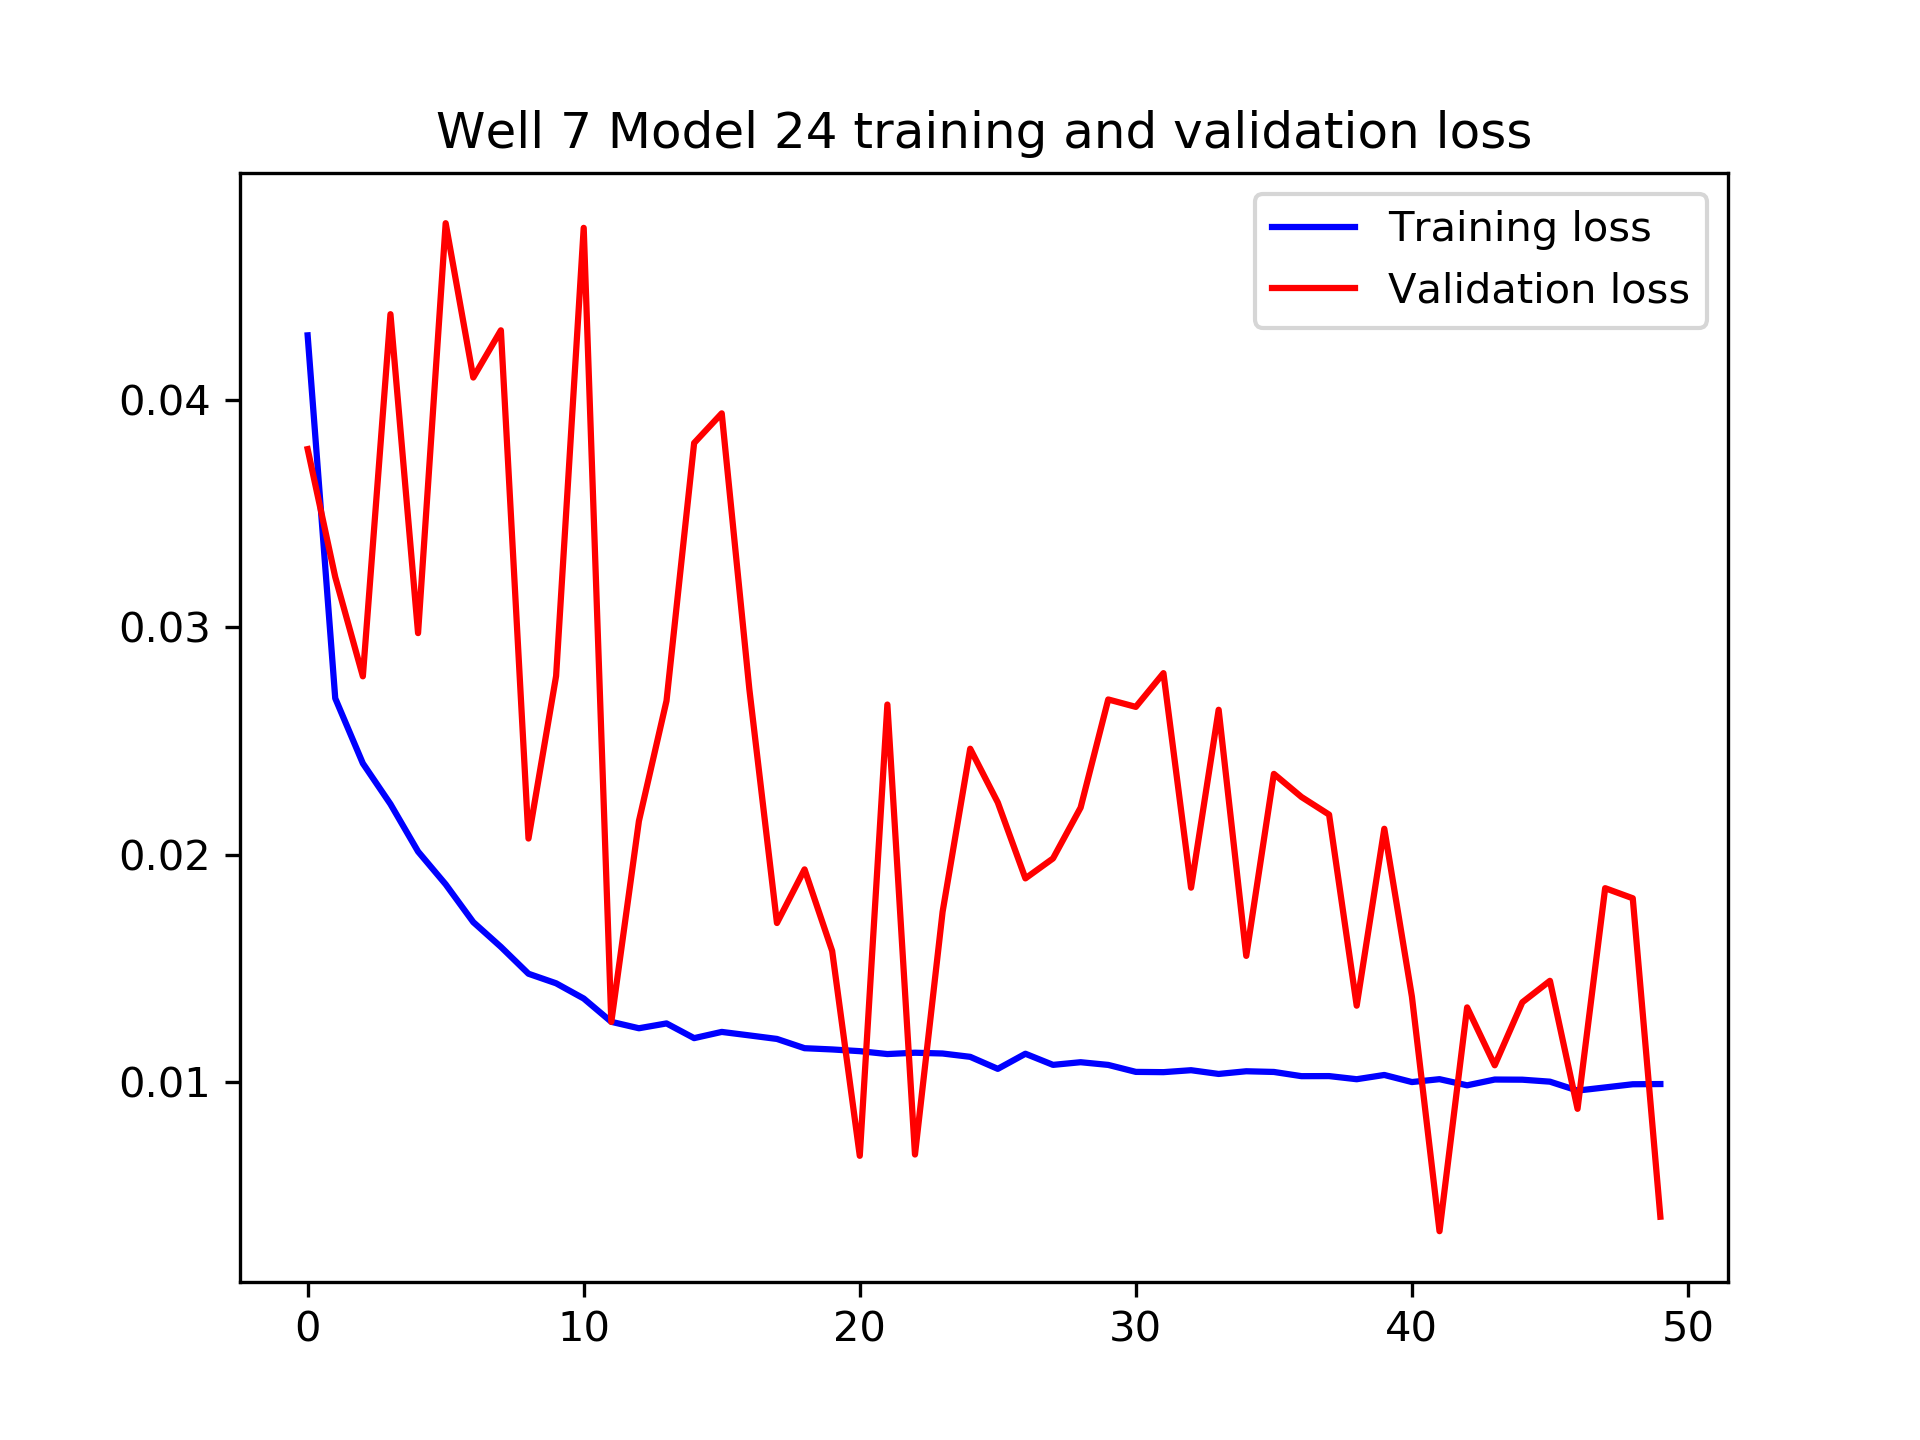 Well 7 Model 24 training and validation loss
Training loss
Validation loss
0.04
0.03
0.02
0.01
0 10 20 30 40 50